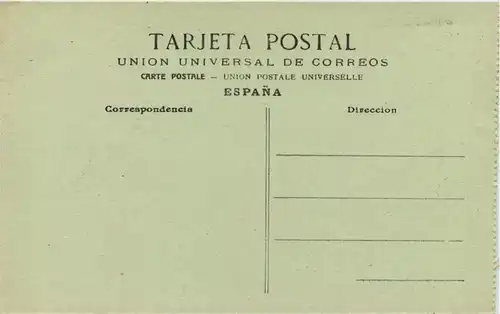 TARJETA POSTAL
UNION UNIVERSAL DE CORREOS
CARTE POSTALE – UNION POSTALE UNIVERSELLE
ESPAÑA
Correspondencia
Direccion